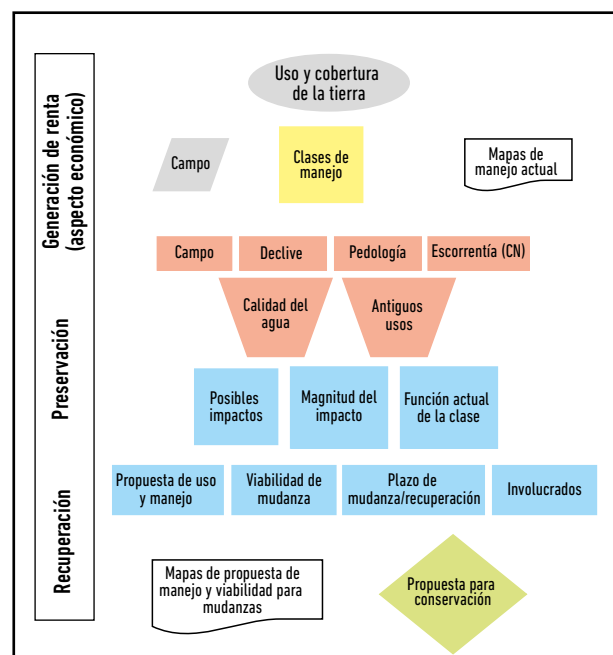 Generación de renta
(aspecto económico)
Preservación
Recuperación
Uso y cobertura
de la tierra
Campo
Clases de
manejo
Mapas de
manejo actual
Campo
Declive
Pedología
Escorrentía (CN)
Calidad del
agua
Antiguos
usos
Posibles
impactos
Magnitud del
impacto
Función actual
de la clase
Propuesta de uso
y manejo
Viabilidad de
mudanza
Plazo de
mudanza/recuperación
Involucrados
Mapas de propuesta de
manejo y viabilidad para
mudanzas
Propuesta para
conservación